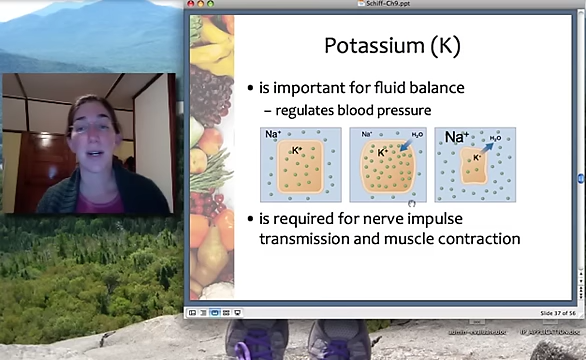 Schiff-Ch9.ppt
Potassium (K)
• is important for fluid balance
– regulates blood pressure
Na+ K+
Na+ K+ H₂O
Na+ K+ H₂O
• is required for nerve impulse
transmission and muscle contraction
Slide 37 of 56